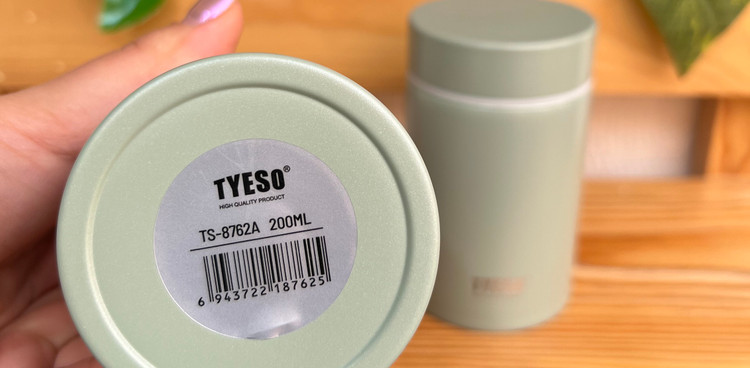 TYESO®
HIGH QUALITY PRODUCT
TS-8762A 200ML
6 943722 187625